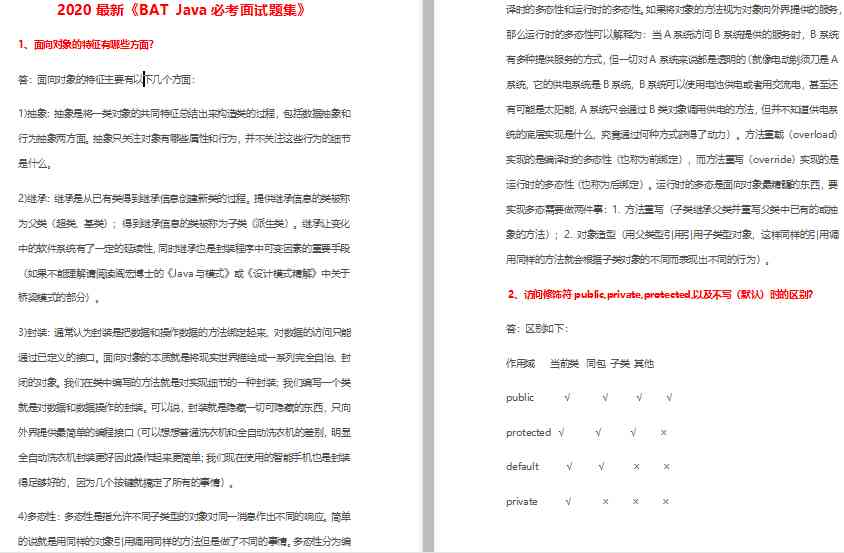 2020 最新《BAT Java 必考面试题集》
1、面向对象的特征有哪些方面?
答：面向对象的特征主要有以下几个方面：
1)抽象：抽象是将一类对象的共同特征总结出来构造类的过程，包括数据抽象和
行为抽象两方面。抽象只关注对象有哪些属性和行为，并不关注这些行为的细节
是什么。
2)继承：继承是从已有类得到继承信息创建新类的过程。提供继承信息的类被称
为父类（超类、基类）；得到继承信息的类被称为子类（派生类）。继承让变化
中的软件系统有了一定的延续性，同时继承也是封装程序中可变因素的重要手段
（如果不能理解请阅读阎宏博士的《Java 与模式》或《设计模式精解》中关于
桥梁模式的部分）。
3)封装：通常认为封装是把数据和操作数据的方法绑定起来，对数据的访问只能
通过已定义的接口。面向对象的本质就是将现实世界描绘成一系列完全自治、封
闭的对象。我们在类中编写的方法就是对实现细节的一种封装；我们编写一个类
就是对数据和数据操作的封装。可以说，封装就是隐藏一切可隐藏的东西，只向
外界提供最简单的编程接口（可以想想普通洗衣机和全自动洗衣机的差别，明显
全自动洗衣机封装更好因此操作起来更简单；我们现在使用的智能手机也是封装
得足够好的，因为几个按键就搞定了所有的事情）。
4)多态性：多态性是指允许不同子类型的对象对同一消息作出不同的响应。简单
的说就是用同样的对象引用调用同样的方法但是做了不同的事情。多态性分为编
译时的多态性和运行时的多态性。如果将对象的方法视为对象向外界提供的服务，
那么运行时的多态性可以解释为：当 A 系统访问 B 系统提供的服务时，B 系统
有多种提供服务的方式，但一切对 A 系统来说都是透明的（就像电动剃须刀是 A
系统，它的供电系统是 B 系统，B 系统可以使用电池供电或者用交流电，甚至还
有可能是太阳能，A 系统只会通过 B 类对象调用供电的方法，但并不知道供电系
统的底层实现是什么，究竟通过何种方式获得了动力）。方法重载（overload）
实现的是编译时的多态性（也称为前绑定），而方法重写（override）实现的是
运行时的多态性（也称为后绑定）。运行时的多态是面向对象最精髓的东西，要
实现多态需要做两件事：1. 方法重写（子类继承父类并重写父类中已有的或抽
象的方法）；2. 对象造型（用父类型引用引用子类型对象，这样同样的引用调
用同样的方法就会根据子类对象的不同而表现出不同的行为）。
2、访问修饰符 public,private,protected,以及不写（默认）时的区别?
答：区别如下：
作用域 当前类 同包 子类 其他
public √ √ √ √
protected √ √ √ ×
default √ √ × ×
private √ × × ×